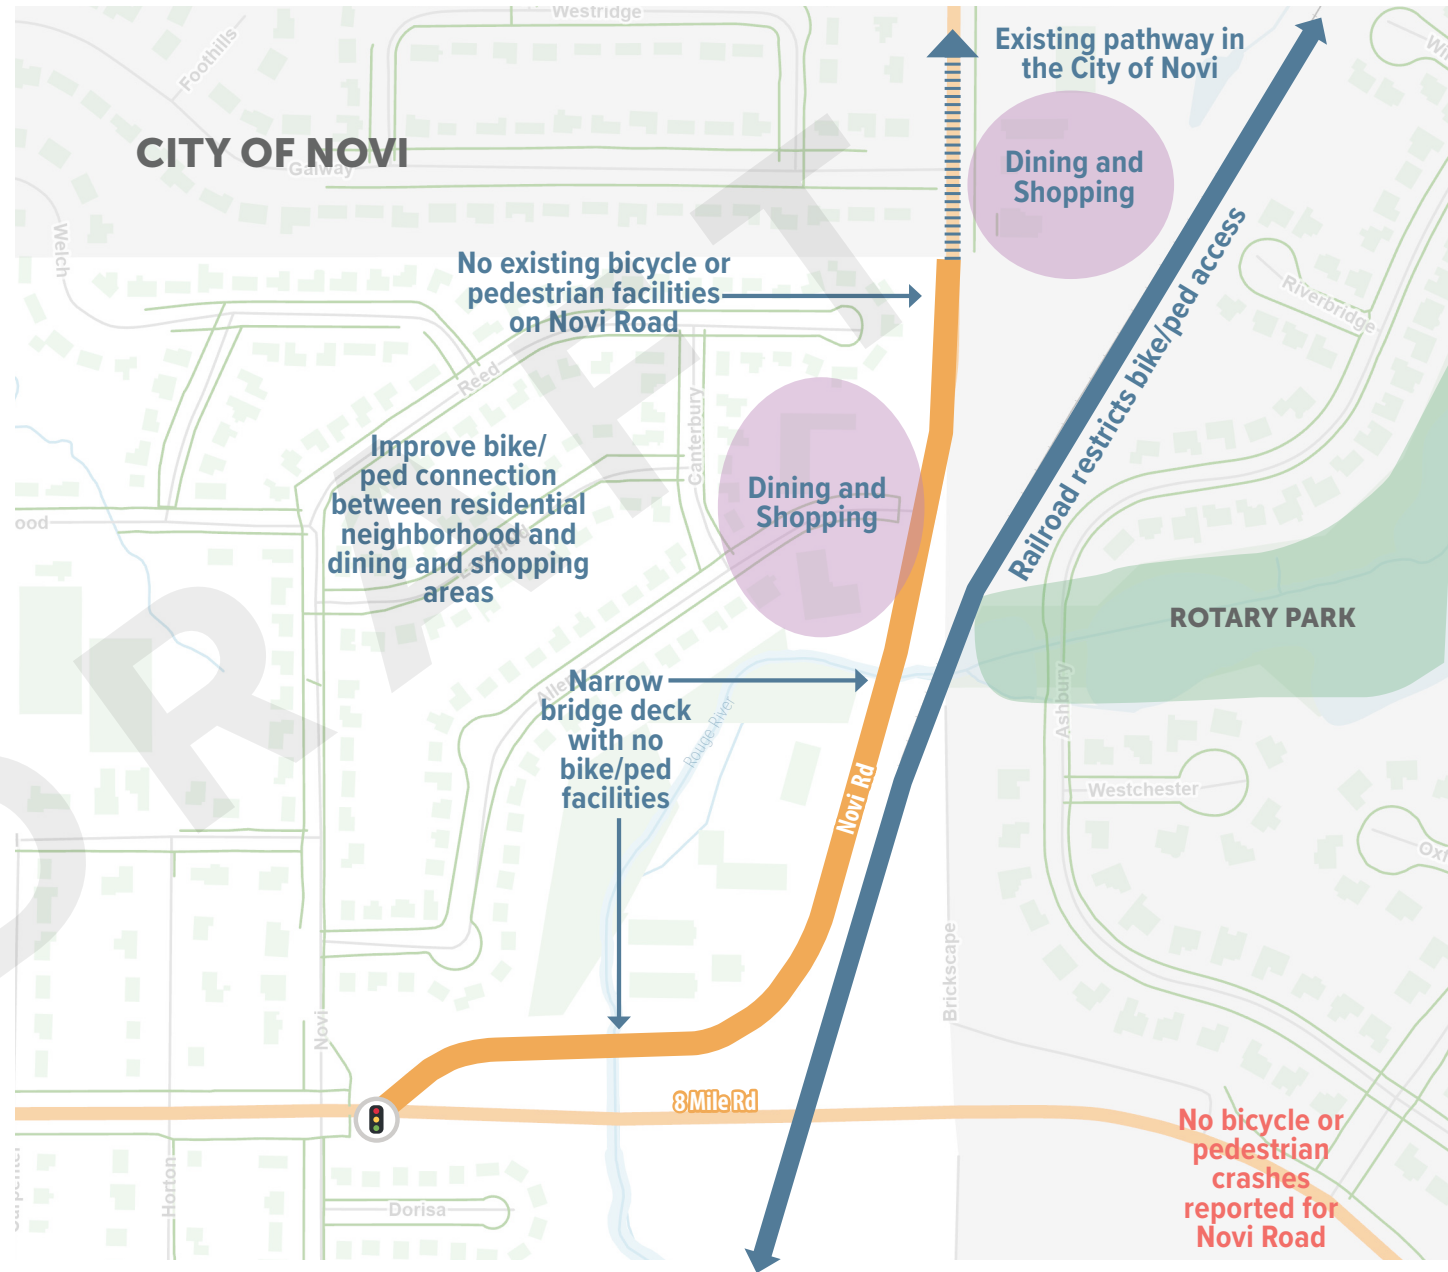 Westridge
Foothills
Existing pathway in
the City of Novi
CITY OF NOVI
Galway
Dining and
Shopping
Welch
No existing bicycle or
pedestrian facilities
on Novi Road
Railroad restricts bike/ped access
Riverbridge
Reed
Canterbury
Improve bike/
ped connection
between residential
neighborhood and
dining and shopping
areas
Dining and
Shopping
ood
DRAFT
ROTARY PARK
Allen
Narrow
bridge deck
with no
bike/ped
facilities
Rouge River
Ashbury
Novi Rd
Westchester
Oxf
Brickscape
Novi
8 Mile Rd
No bicycle or
pedestrian
crashes
reported for
Novi Road
Horton
Dorisa